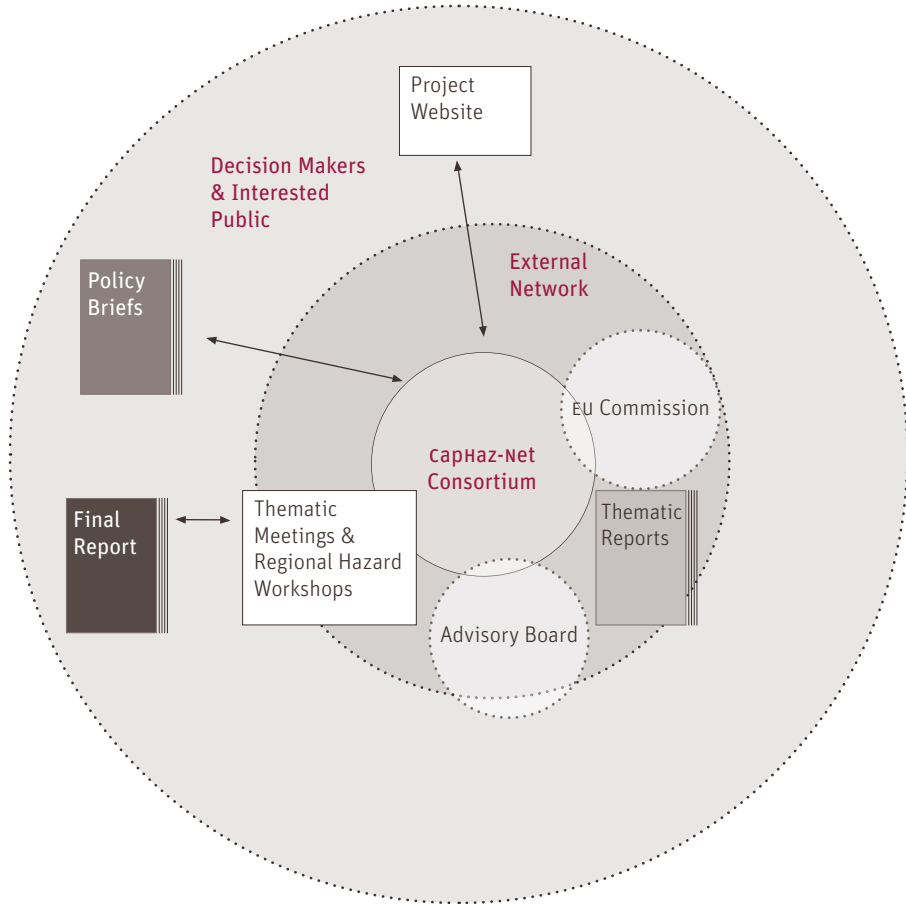 Project
Website
Decision Makers
& Interested
Public
External
Network
Policy
Briefs
EU Commission
CapHaz-Net
Consortium
Final
Report
Thematic
Meetings &
Regional Hazard
Workshops
Thematic
Reports
Advisory Board